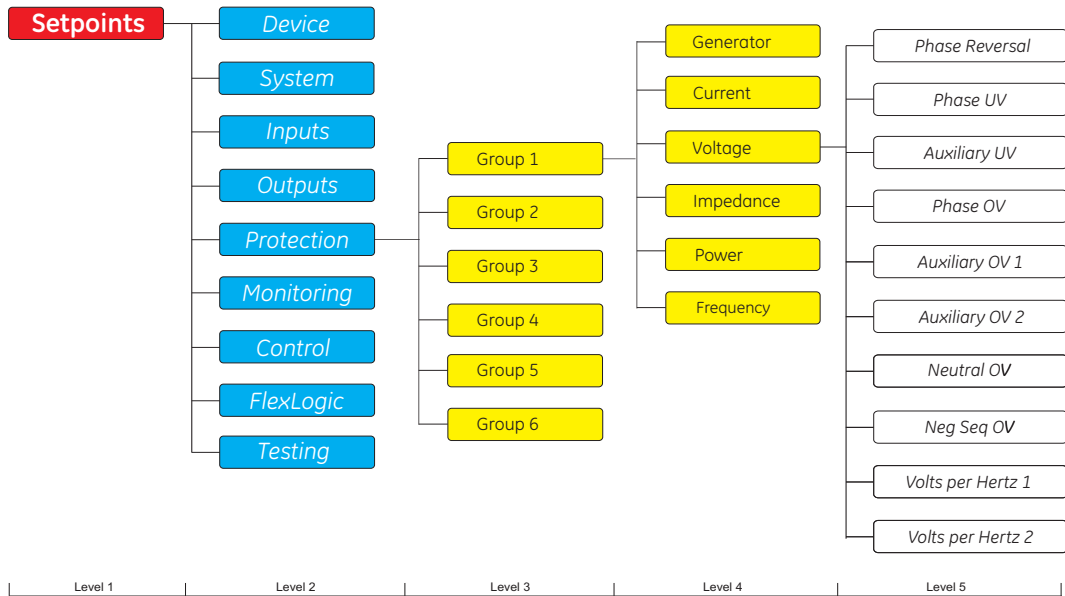 Setpoints
Device
System
Inputs
Outputs
Protection
Monitoring
Control
FlexLogic
Testing
Group 1
Group 2
Group 3
Group 4
Group 5
Group 6
Generator
Current
Voltage
Impedance
Power
Frequency
Phase Reversal
Phase UV
Auxiliary UV
Phase OV
Auxiliary OV 1
Auxiliary OV 2
Neutral OV
Neg Seq OV
Volts per Hertz 1
Volts per Hertz 2
Level 1
Level 2
Level 3
Level 4
Level 5